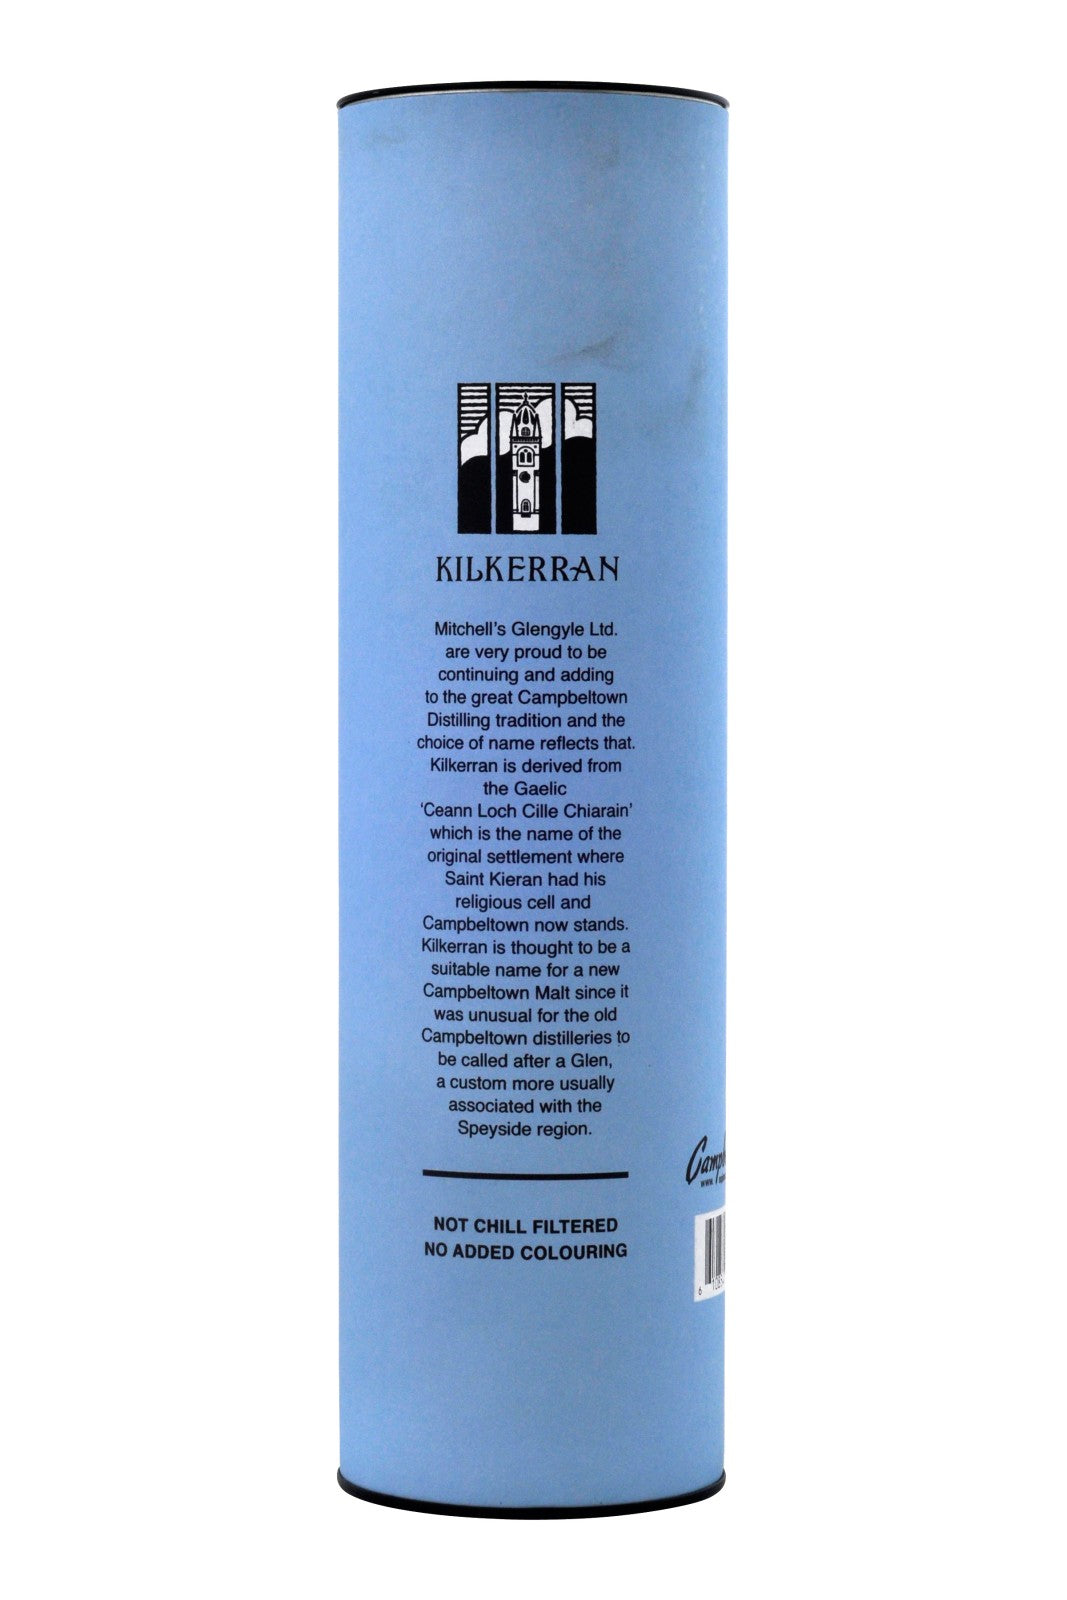 KILKERRAN
Mitchell's Glengyle Ltd.
are very proud to be
continuing and adding
to the great Campbeltown
Distilling tradition and the
choice of name reflects that.
Kilkerran is derived from
the Gaelic
'Ceann Loch Cille Chiarain'
which is the name of the
original settlement where
Saint Kieran had his
religious cell and
Campbeltown now stands.
Kilkerran is thought to be a
suitable name for a new
Campbeltown Malt since it
was unusual for the old
Campbeltown distilleries to
be called after a Glen,
a custom more usually
associated with the
Speyside region.
NOT CHILL FILTERED
NO ADDED COLOURING
www.
6